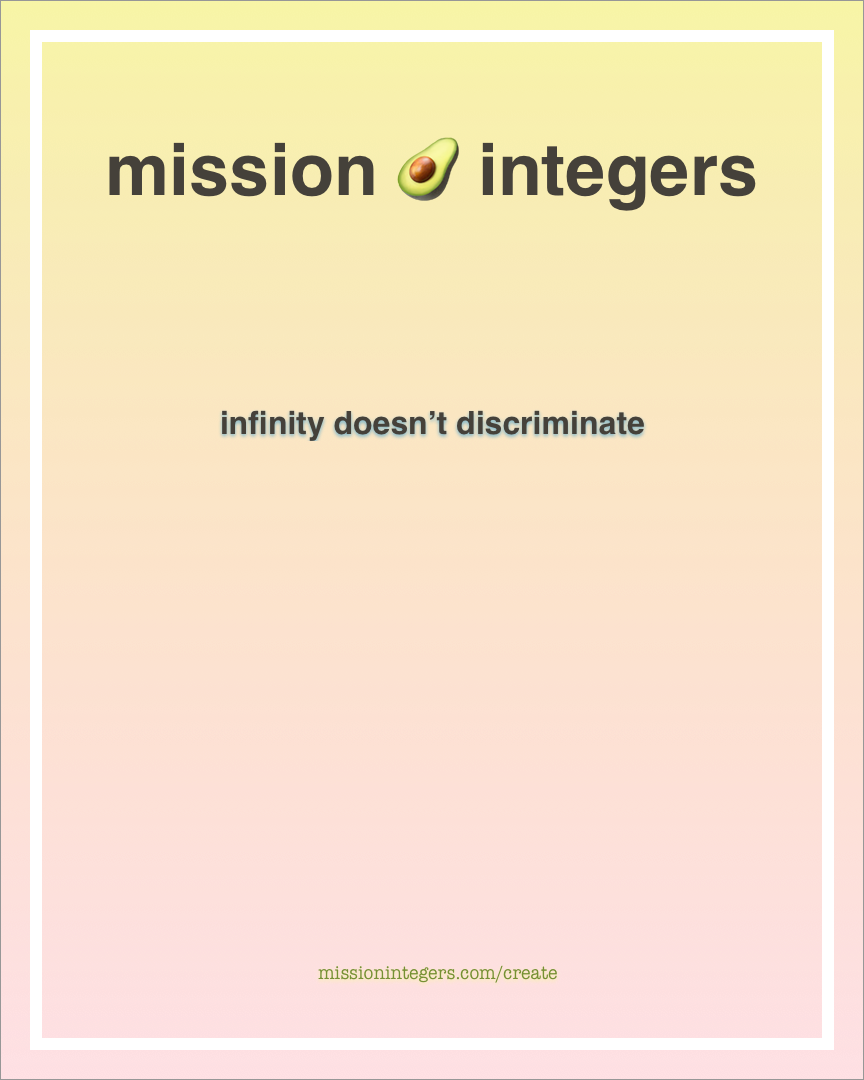 mission 🥑 integers
infinity doesn’t discriminate
missionintegers.com/create